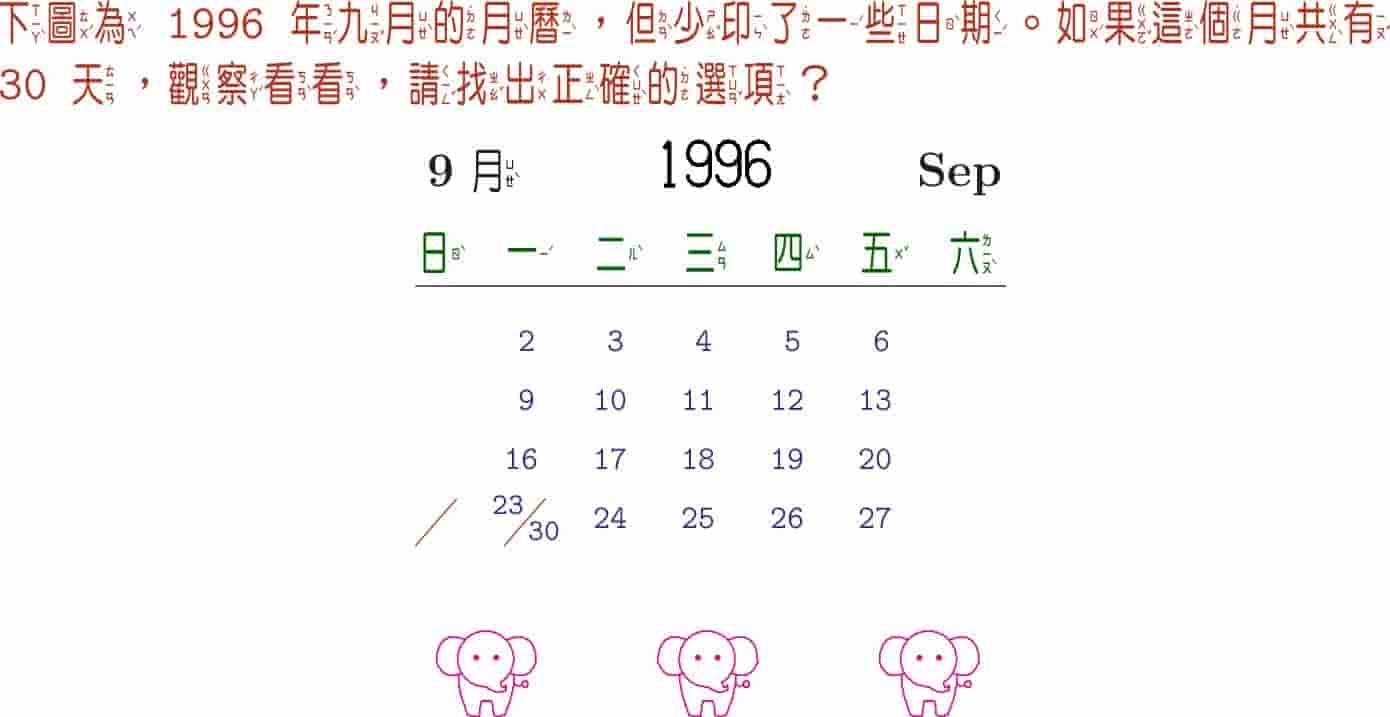 下圖為 1996 年九月的月曆，但少印了一些日期。如果這個月共有
30 天，觀察看看，請找出正確的選項？
9 月 1996 Sep
日 一 二 三 四 五 六
2 3 4 5 6
9 10 11 12 13
16 17 18 19 20
23/30 24 25 26 27